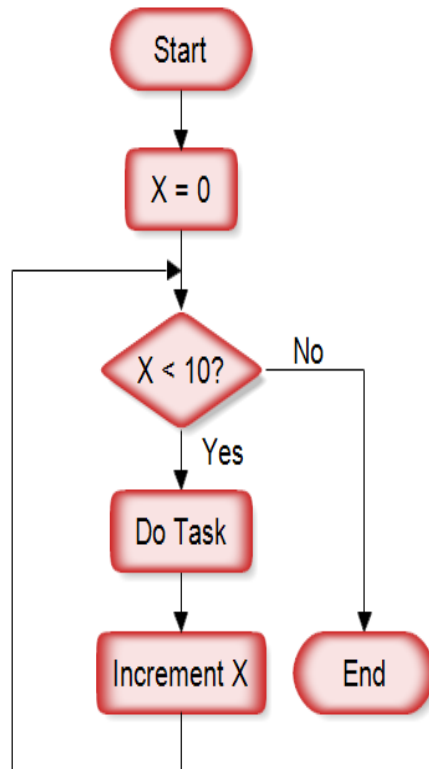 Start
X = 0
X < 10?
No
Yes
Do Task
Increment X
End